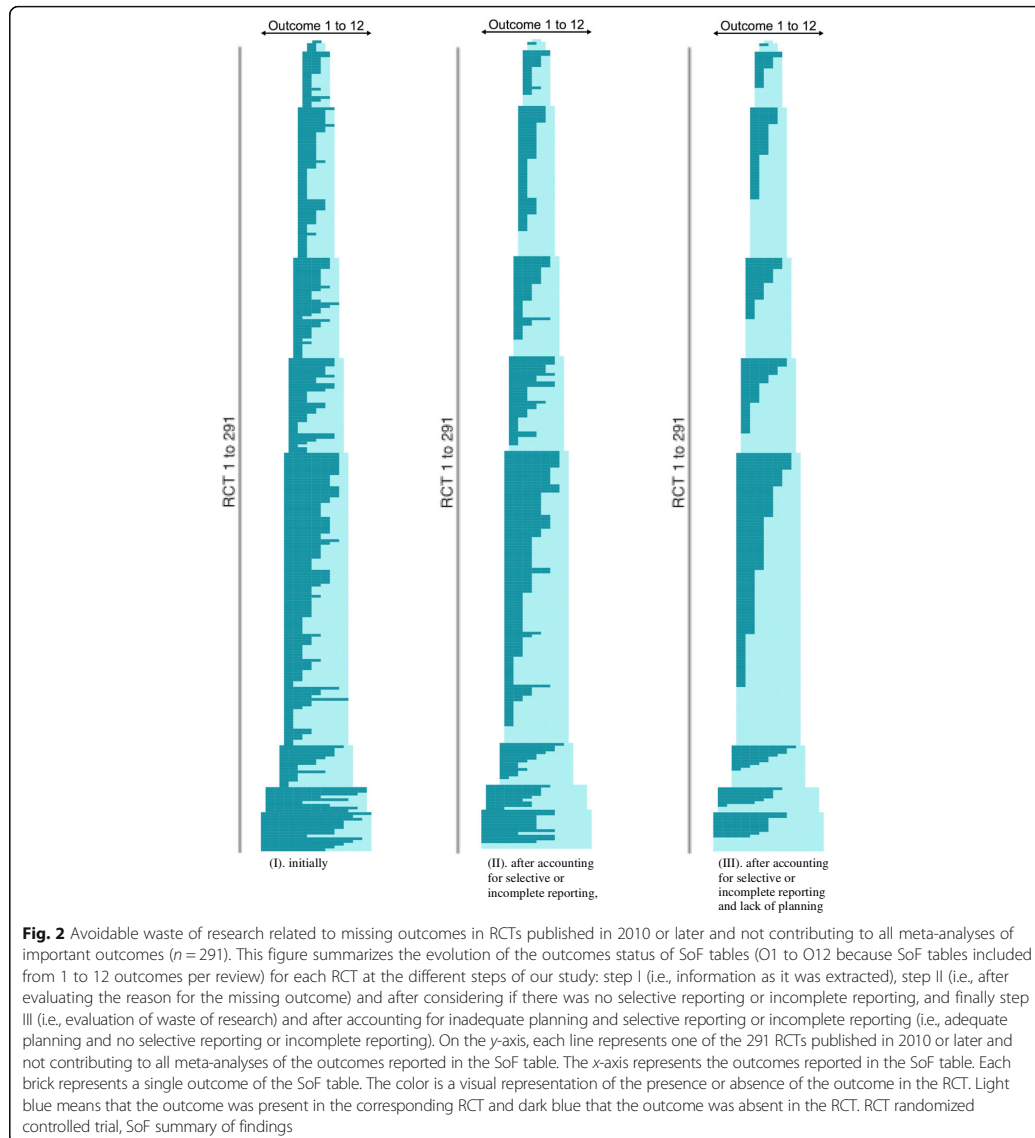 Outcome 1 to 12
Outcome 1 to 12
Outcome 1 to 12
RCT 1 to 291
RCT 1 to 291
RCT 1 to 291
(I). initially
(II). after accounting
for selective or
incomplete reporting,
(III). after accounting
for selective or
incomplete reporting
and lack of planning
Fig. 2 Avoidable waste of research related to missing outcomes in RCTs published in 2010 or later and not contributing to all meta-analyses of
important outcomes (n = 291). This figure summarizes the evolution of the outcomes status of SoF tables (O1 to O12 because SoF tables included
from 1 to 12 outcomes per review) for each RCT at the different steps of our study: step I (i.e., information as it was extracted), step II (i.e., after
evaluating the reason for the missing outcome) and after considering if there was no selective reporting or incomplete reporting, and finally step
III (i.e., evaluation of waste of research) and after accounting for inadequate planning and selective reporting or incomplete reporting (i.e., adequate
planning and no selective reporting or incomplete reporting). On the y-axis, each line represents one of the 291 RCTs published in 2010 or later and
not contributing to all meta-analyses of the outcomes reported in the SoF table. The x-axis represents the outcomes reported in the SoF table. Each
brick represents a single outcome of the SoF table. The color is a visual representation of the presence or absence of the outcome in the RCT. Light
blue means that the outcome was present in the corresponding RCT and dark blue that the outcome was absent in the RCT. RCT randomized
controlled trial, SoF summary of findings